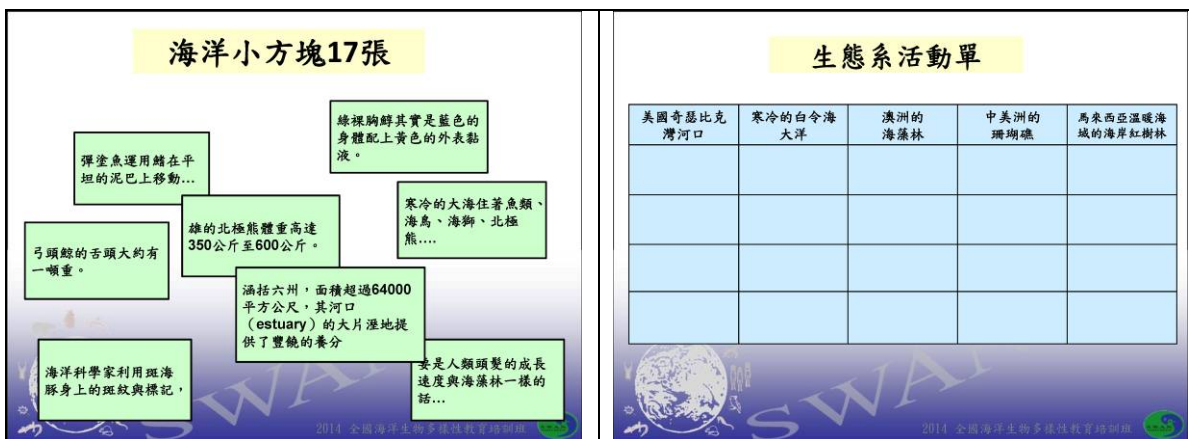 海洋小方塊17張
綠裸胸鯙其實是藍色的
身體配上黃色的外表黏
液。
彈塗魚運用鰭在平
坦的泥巴上移動…
寒冷的大海住著魚類、
海鳥、海獅、北極
熊….
雄的北極熊體重高達
350公斤至600公斤。
弓頭鯨的舌頭大約有
一頓重。
涵括六州，面積超過64000
平方公尺，其河口
（estuary）的大片溼地提
供了豐饒的養分
海洋科學家利用斑海
豚身上的斑紋與標記，
要是人類頭髮的成長
速度與海藻林一樣的
話…
SWAN
2014 全國海洋生物多樣性教育培訓班
生態系活動單
美國奇瑟比克
灣河口
寒冷的白令海
大洋
澳洲的
海藻林
中美洲的
珊瑚礁
馬來西亞溫暖海
域的海岸紅樹林
SWAN
2014 全國海洋生物多樣性教育培訓班